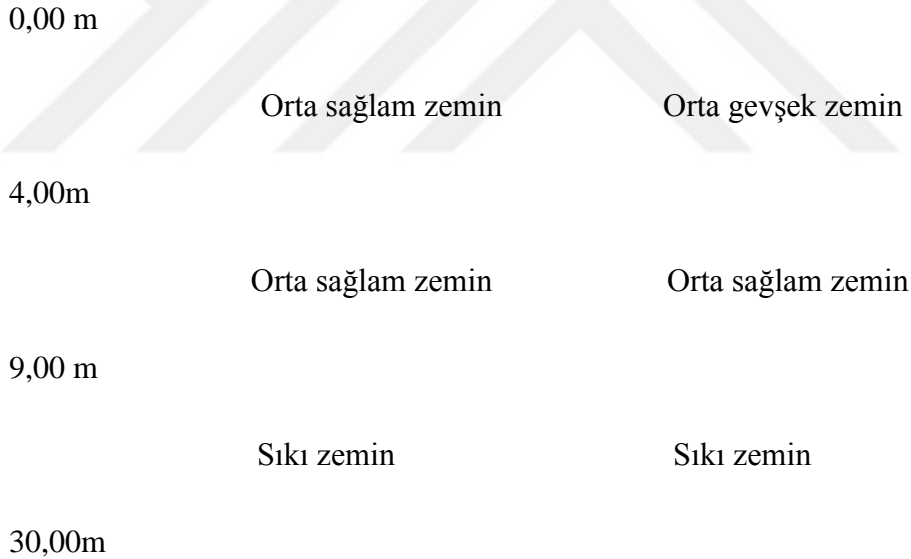 0,00 m
Orta sağlam zemin Orta gevşek zemin
4,00m
Orta sağlam zemin Orta sağlam zemin
9,00 m
Sıkı zemin Sıkı zemin
30,00m